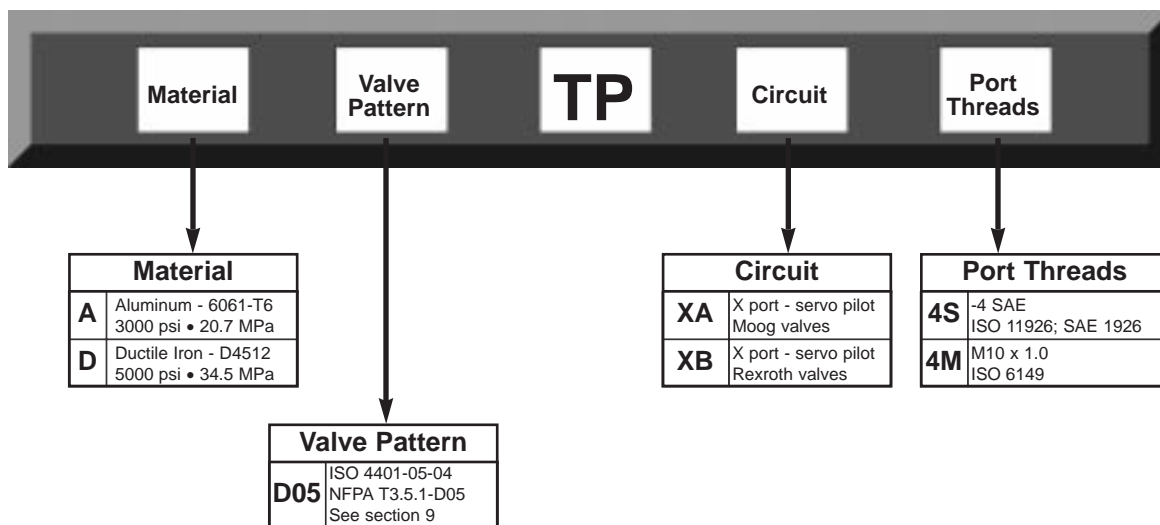 Material
Valve
Pattern
TP
Circuit
Port
Threads
Material
A
Aluminum - 6061-T6
3000 psi • 20.7 MPa
D
Ductile Iron - D4512
5000 psi • 34.5 MPa
Valve Pattern
D05
ISO 4401-05-04
NFPA T3.5.1-D05
See section 9
Circuit
XA
X port - servo pilot
Moog valves
XB
X port - servo pilot
Rexroth valves
Port Threads
4S
-4 SAE
ISO 11926; SAE 1926
4M
M10 x 1.0
ISO 6149